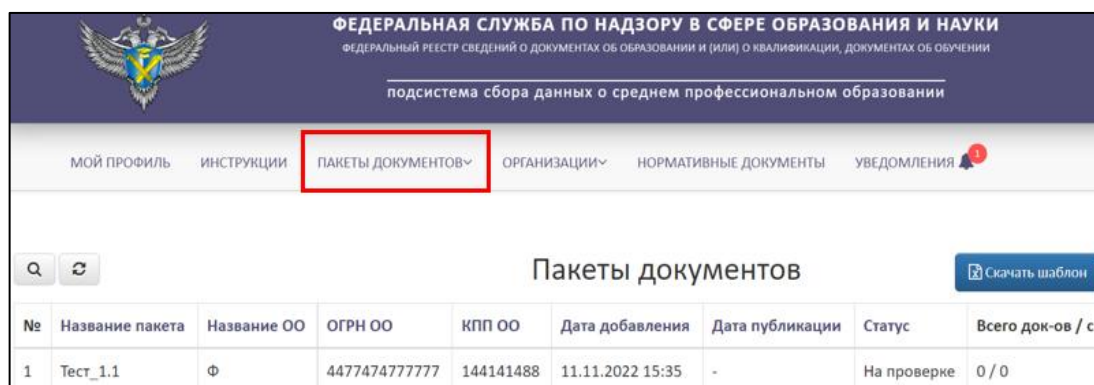 ФЕДЕРАЛЬНАЯ СЛУЖБА ПО НАДЗОРУ В СФЕРЕ ОБРАЗОВАНИЯ И НАУКИ
ФЕДЕРАЛЬНЫЙ РЕЕСТР СВЕДЕНИЙ О ДОКУМЕНТАХ ОБ ОБРАЗОВАНИИ И (ИЛИ) О КВАЛИФИКАЦИИ, ДОКУМЕНТАХ ОБ ОБУЧЕНИИ
подсистема сбора данных о среднем профессиональном образовании
МОЙ ПРОФИЛЬ ИНСТРУКЦИИ ПАКЕТЫ ДОКУМЕНТОВ ОРГАНИЗАЦИИ НОРМАТИВНЫЕ ДОКУМЕНТЫ УВЕДОМЛЕНИЯ 1
Пакеты документов Скачать шаблон
№ Название пакета Название ОО ОГРН ОО КПП ОО Дата добавления Дата публикации Статус Всего док-ов / с
1 Тест_1.1 Ф 4477474777777 144141488 11.11.2022 15:35 - На проверке 0 / 0